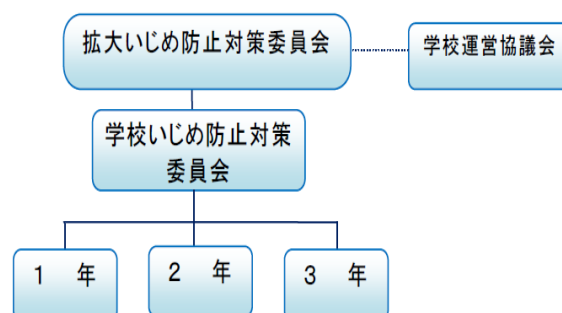 拡大いじめ防止対策委員会
学校運営協議会
学校いじめ防止対策
委員会
1 年
2 年
3 年